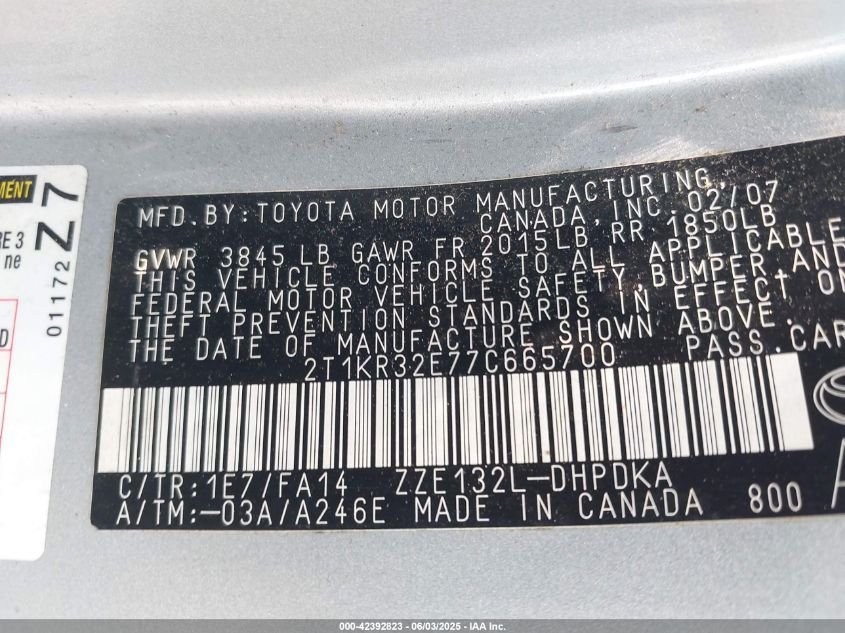 MENT
RE 3
ne
D
01172
Z 7
MFD. BY: TOYOTA MOTOR MANUFACTURING,
CANADA, INC. 02/07
GVWR 3845 LB GAWR FR 2015LB RR 1850LB
THIS VEHICLE CONFORMS TO ALL APPLICABLE
FEDERAL MOTOR VEHICLE SAFETY, BUMPER AND
THEFT PREVENTION STANDARDS IN EFFECT ON
THE DATE OF MANUFACTURE SHOWN ABOVE.
2T1KR32E77C665700 PASS. CAR
C/TR: 1E7/FA14 ZZE132L-DHPDKA
A/TM: -03A/A246E MADE IN CANADA 800
000-42392823 - 06/03/2025 - IAA Inc.